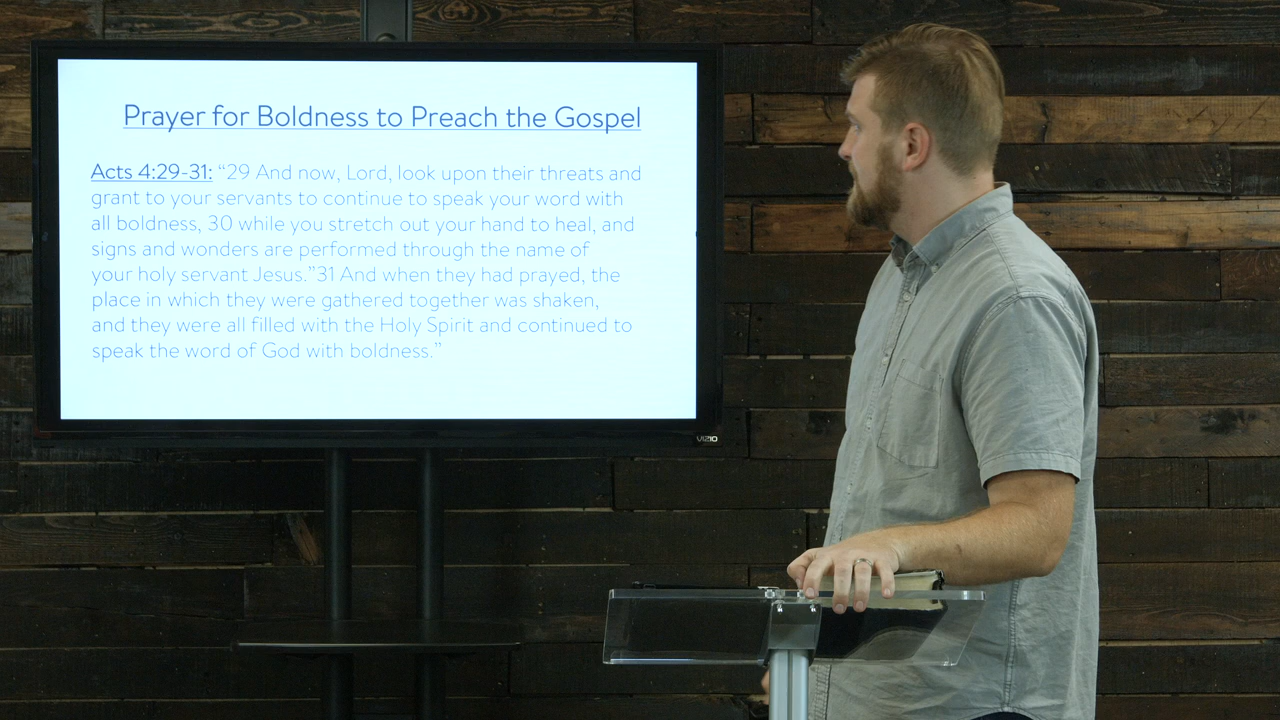 Prayer for Boldness to Preach the Gospel
Acts 4:29-31: “29 And now, Lord, look upon their threats and
grant to your servants to continue to speak your word with
all boldness, 30 while you stretch out your hand to heal, and
signs and wonders are performed through the name of
your holy servant Jesus.”31 And when they had prayed, the
place in which they were gathered together was shaken,
and they were all filled with the Holy Spirit and continued to
speak the word of God with boldness.”
VIZIO